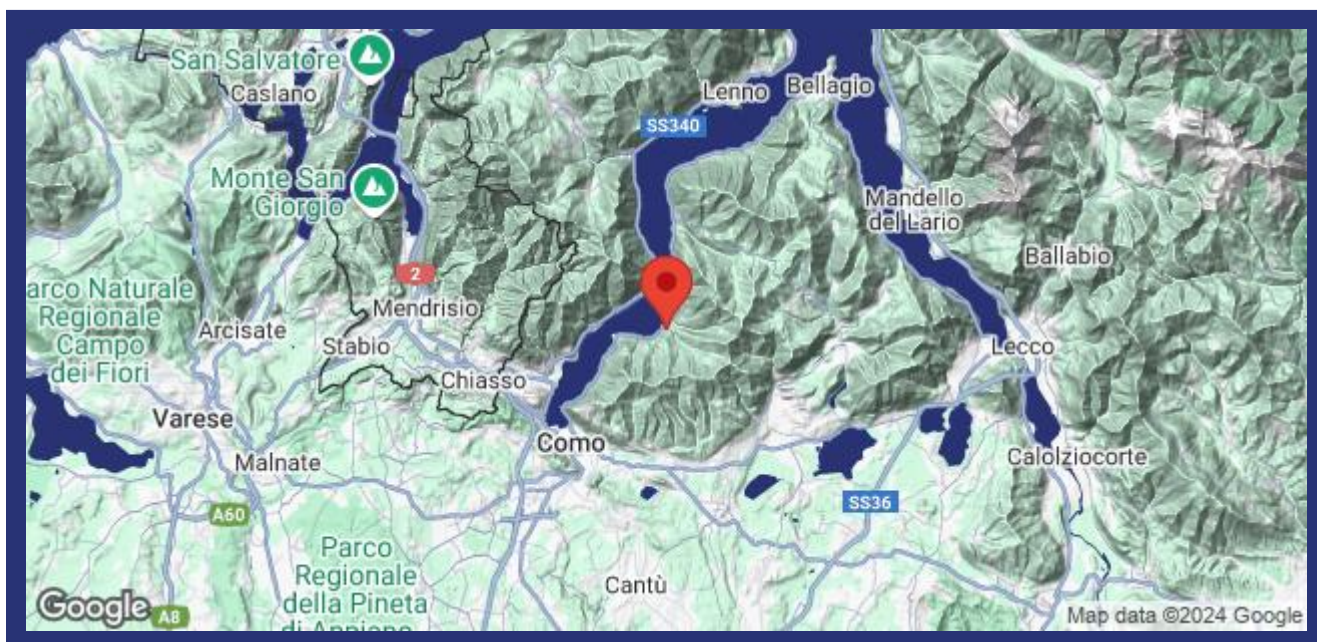 San Salvatore
Caslano
Lenno
Bellagio
SS340
Monte San
Giorgio
Mandello
del Lario
Ballabio
2
arco Naturale
Regionale
Campo
dei Fiori
Arcisate
Mendrisio
Stabio
Lecco
Chiasso
Varese
Como
Malnate
Calolziocorte
SS36
A60
Parco
Regionale
della Pineta
di Appiano
Cantù
Google
A8
Map data ©2024 Google